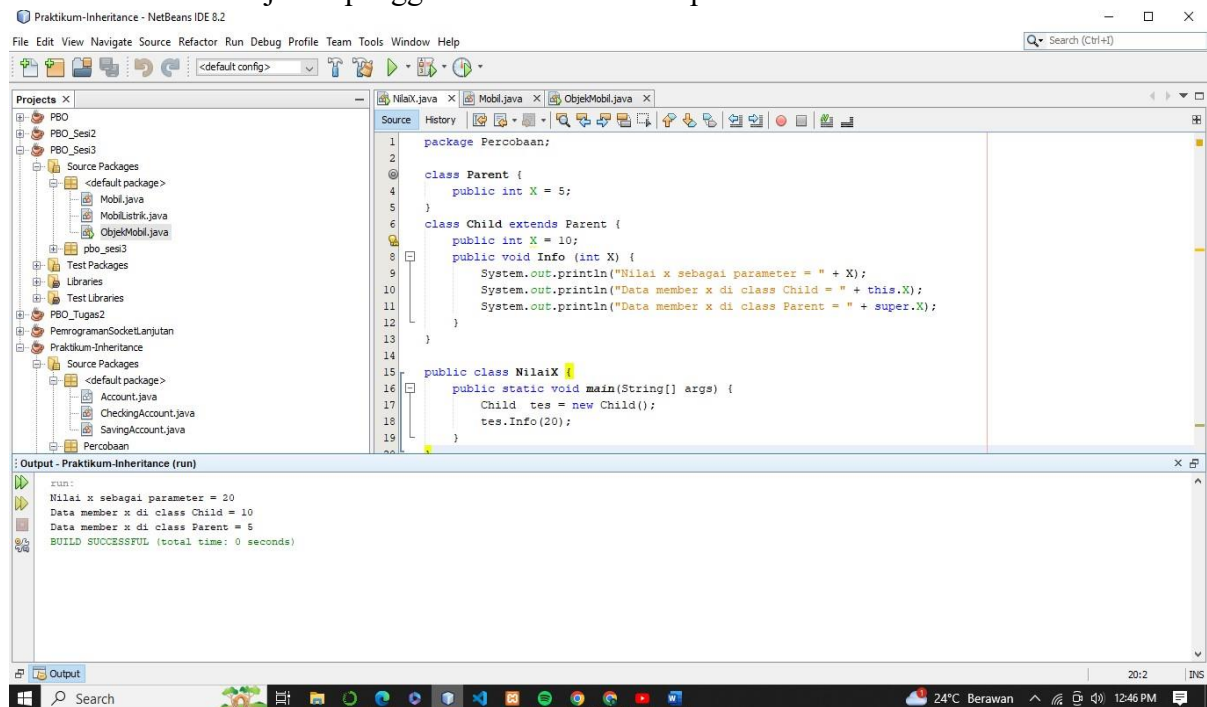 Praktikum-Inheritance - NetBeans IDE 8.2
File Edit View Navigate Source Refactor Run Debug Profile Team Tools Window Help
Search (Ctrl+I)
<default config>
Projects
PBO
PBO_Sesi2
PBO_Sesi3
Source Packages
<default package>
Mobil.java
MobilListrik.java
ObjekMobil.java
pbo_sesi3
Test Packages
Libraries
Test Libraries
PBO_Tugas2
PemrogramanSocketLanjutan
Praktikum-Inheritance
Source Packages
<default package>
Account.java
CheckingAccount.java
SavingAccount.java
Percobaan
NilaiX.java Mobil.java ObjekMobil.java
Source History
1 package Percobaan;
2
class Parent {
4 public int X = 5;
5 }
6 class Child extends Parent {
public int X = 10;
8 public void Info (int X) {
9 System.out.println("Nilai x sebagai parameter = " + X);
10 System.out.println("Data member x di class Child = " + this.X);
11 System.out.println("Data member x di class Parent = " + super.X);
12 }
13 }
14
15 public class NilaiX {
16 public static void main(String[] args) {
17 Child tes = new Child();
18 tes.Info(20);
19 }
Output - Praktikum-Inheritance (run)
run:
Nilai x sebagai parameter = 20
Data member x di class Child = 10
Data member x di class Parent = 5
BUILD SUCCESSFUL (total time: 0 seconds)
Output
20:2 INS
Search
24°C Berawan 12:46 PM